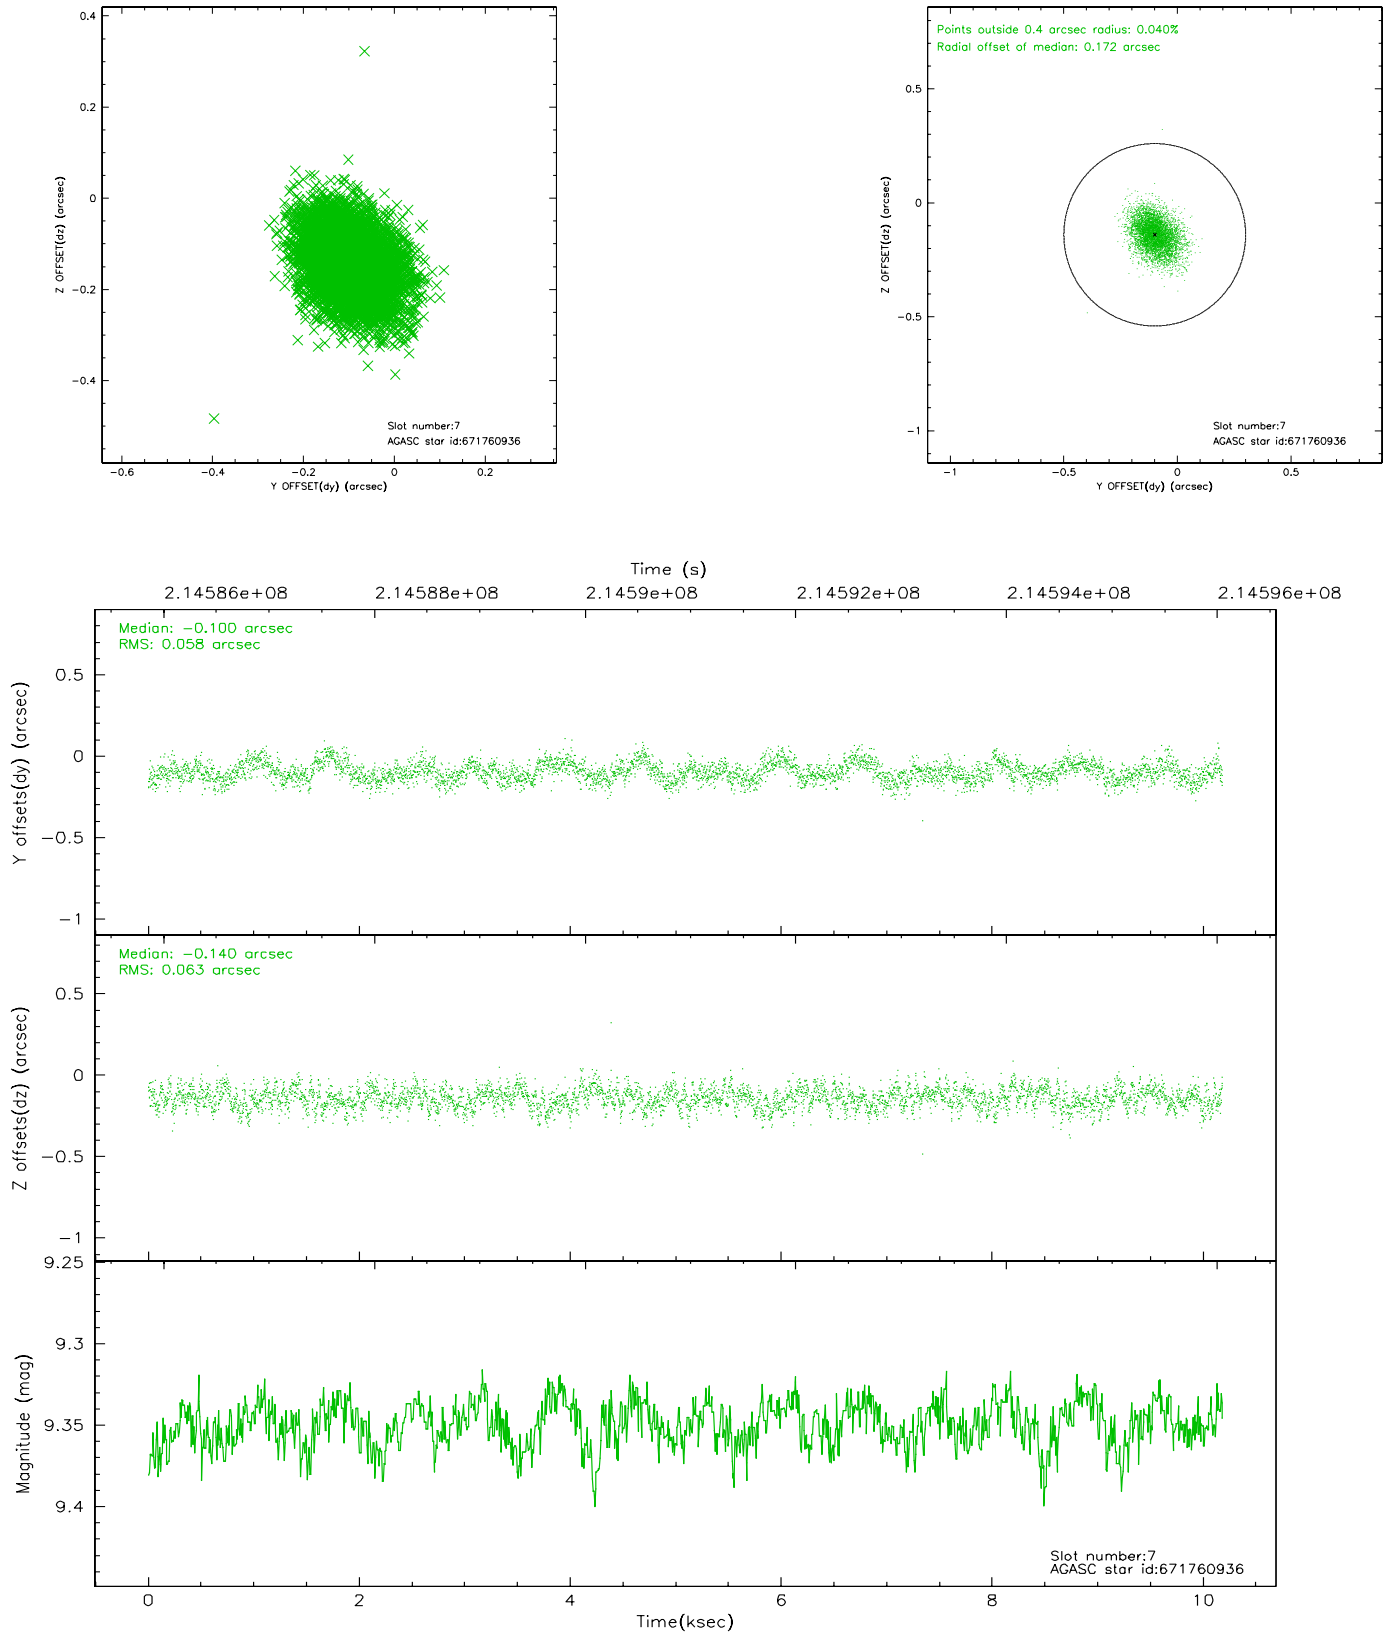 0.4
0.2
0
−0.2
−0.4
−0.6
−0.4
−0.2
0
0.2
Z OFFSET(dz) (arcsec)
Y OFFSET(dy) (arcsec)
Slot number:7
AGASC star id:671760936
Points outside 0.4 arcsec radius: 0.040%
Radial offset of median: 0.172 arcsec
0.5
0
−0.5
−1
−1
−0.5
0
0.5
Z OFFSET(dz) (arcsec)
Y OFFSET(dy) (arcsec)
Slot number:7
AGASC star id:671760936
Time (s)
2.14586e+08 2.14588e+08 2.1459e+08 2.14592e+08 2.14594e+08 2.14596e+08
Median: −0.100 arcsec
RMS: 0.058 arcsec
0.5
0
−0.5
−1
Y offsets(dy) (arcsec)
Median: −0.140 arcsec
RMS: 0.063 arcsec
0.5
0
−0.5
−1
Z offsets(dz) (arcsec)
9.25
9.3
9.35
9.4
Magnitude (mag)
Slot number:7
AGASC star id:671760936
0 2 4 6 8 10
Time(ksec)